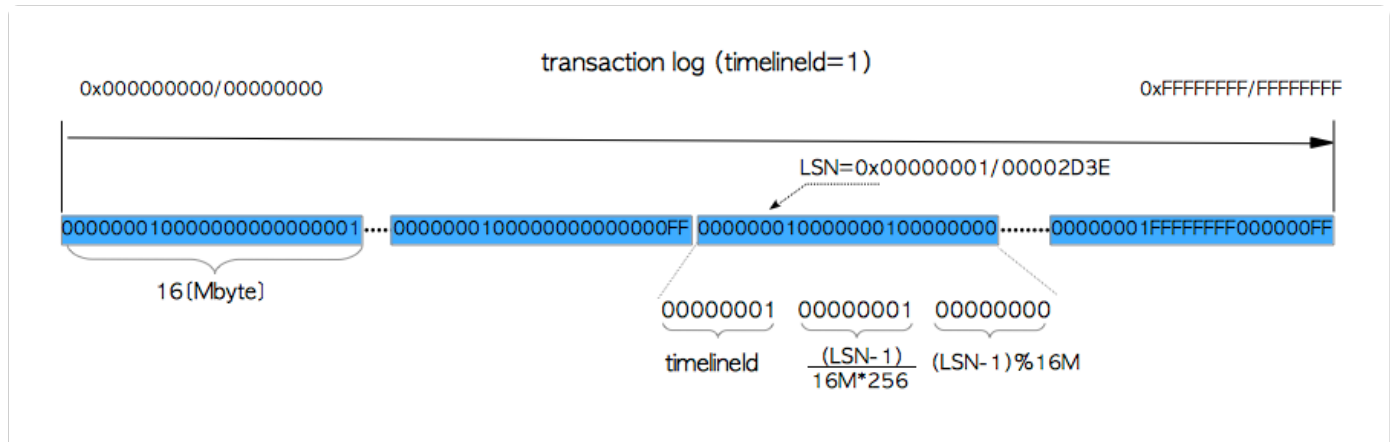 transaction log (timelineId=1)
0x000000000/00000000
0xFFFFFFFF/FFFFFFFF
LSN=0x00000001/00002D3E
000000010000000000000001
0000000100000000000000FF
000000010000000100000000
00000001FFFFFFFF000000FF
16(Mbyte)
00000001 00000001 00000000
timelineId
(LSN-1)
16M*256
(LSN-1)%16M